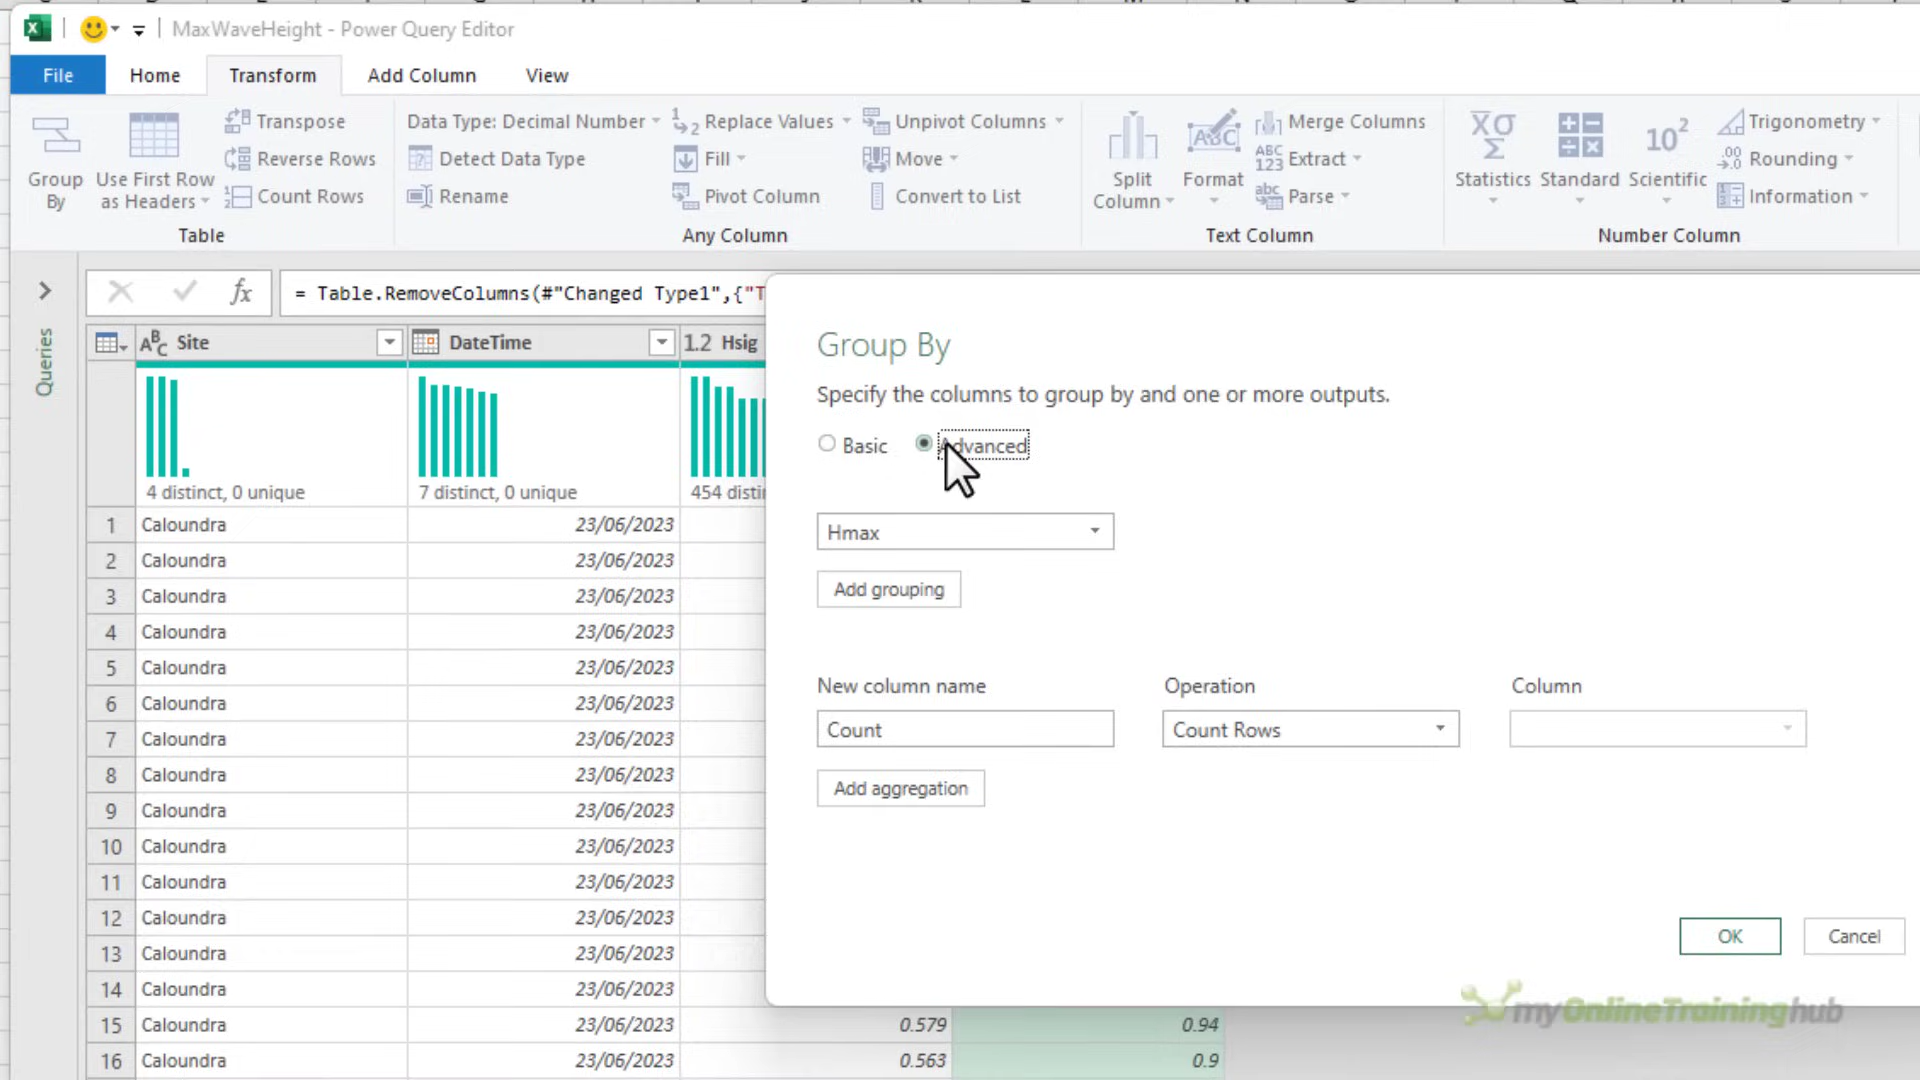 MaxWaveHeight - Power Query Editor
File Home Transform Add Column View
Group By
Use First Row as Headers
Transpose
Reverse Rows
Count Rows
Table
Data Type: Decimal Number
Detect Data Type
Rename
Replace Values
Fill
Pivot Column
Unpivot Columns
Move
Convert to List
Any Column
Split Column
Format
Merge Columns
Extract
Parse
Text Column
Statistics
Standard
Scientific
Trigonometry
Rounding
Information
Number Column
Queries
fx = Table.RemoveColumns(#"Changed Type1",{"T
ABC Site DateTime 1.2 Hsig
4 distinct, 0 unique 7 distinct, 0 unique 454 disti
1 Caloundra 23/06/2023
2 Caloundra 23/06/2023
3 Caloundra 23/06/2023
4 Caloundra 23/06/2023
5 Caloundra 23/06/2023
6 Caloundra 23/06/2023
7 Caloundra 23/06/2023
8 Caloundra 23/06/2023
9 Caloundra 23/06/2023
10 Caloundra 23/06/2023
11 Caloundra 23/06/2023
12 Caloundra 23/06/2023
13 Caloundra 23/06/2023
14 Caloundra 23/06/2023
15 Caloundra 23/06/2023 0.579 0.94
16 Caloundra 23/06/2023 0.563 0.9
Group By
Specify the columns to group by and one or more outputs.
Basic Advanced
Hmax
Add grouping
New column name Operation Column
Count Count Rows
Add aggregation
OK Cancel
myOnlineTraininghub